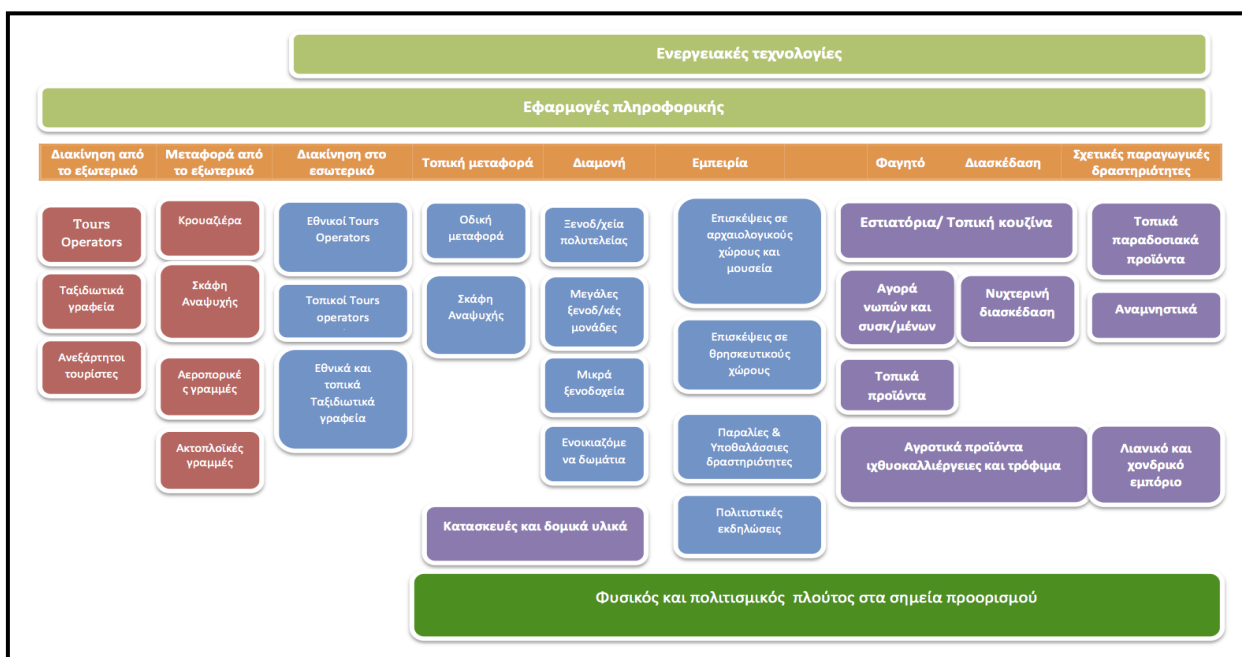 Ενεργειακές τεχνολογίες
Εφαρμογές πληροφορικής
Διακίνηση από
το εξωτερικό
Μεταφορά από
το εξωτερικό
Διακίνηση στο
εσωτερικό
Τοπική μεταφορά
Διαμονή
Εμπειρία
Φαγητό
Διασκέδαση
Σχετικές παραγωγικές
δραστηριότητες
Tours
Operators
Ταξιδιωτικά
γραφεία
Ανεξάρτητοι
τουρίστες
Κρουαζιέρα
Σκάφη
Αναψυχής
Αεροπορικέ
ς γραμμές
Ακτοπλοϊκές
γραμμές
Εθνικοί Tours
Operators
Τοπικοί Tours
operators
Εθνικά και
τοπικά
Ταξιδιωτικά
γραφεία
Οδική
μεταφορά
Σκάφη
Αναψυχής
Ξενοδ/χεία
πολυτελείας
Μεγάλες
ξενοδ/κές
μονάδες
Μικρά
ξενοδοχεία
Ενοικιαζόμε
να δωμάτια
Κατασκευές και δομικά υλικά
Επισκέψεις σε
αρχαιολογικούς
χώρους και
μουσεία
Επισκέψεις σε
θρησκευτικούς
χώρους
Παραλίες &
Υποθαλάσσιες
δραστηριότητες
Πολιτιστικές
εκδηλώσεις
Εστιατόρια/ Τοπική κουζίνα
Αγορά
νωπών και
συσκ/μένων
Νυχτερινή
διασκέδαση
Τοπικά
προϊόντα
Αγροτικά προϊόντα
ιχθυοκαλλιέργειες και τρόφιμα
Τοπικά
παραδοσιακά
προϊόντα
Αναμνηστικά
Λιανικό και
χονδρικό
εμπόριο
Φυσικός και πολιτισμικός πλούτος στα σημεία προορισμού